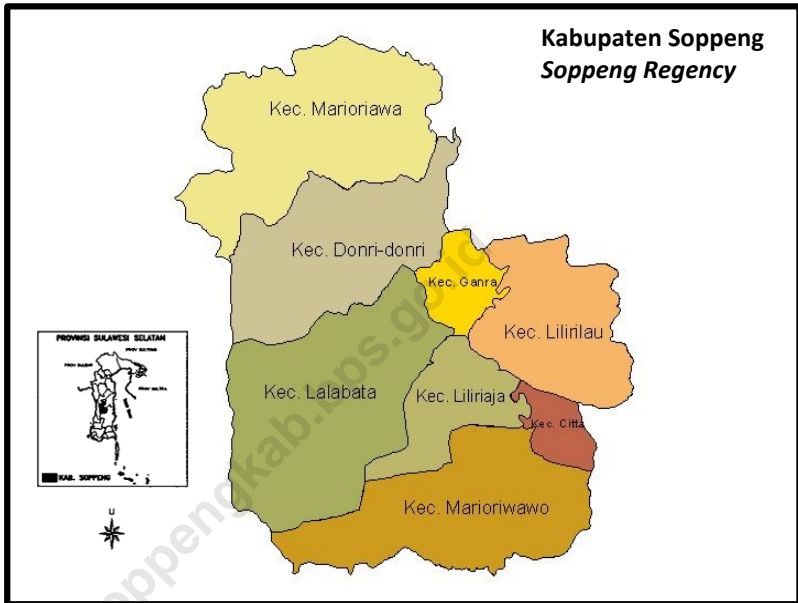 Kabupaten Soppeng
Soppeng Regency
Kec. Marioriawa
Kec. Donri-donri
Kec. Ganra
Kec. Lilirilau
Kec. Lalabata
Kec. Liliriaja
Kec. Citta
Kec. Marioriwawo
PROVINSI SULAWESI SELATAN
KAB. SOPPENG
U
soppengkab.bps.go.id